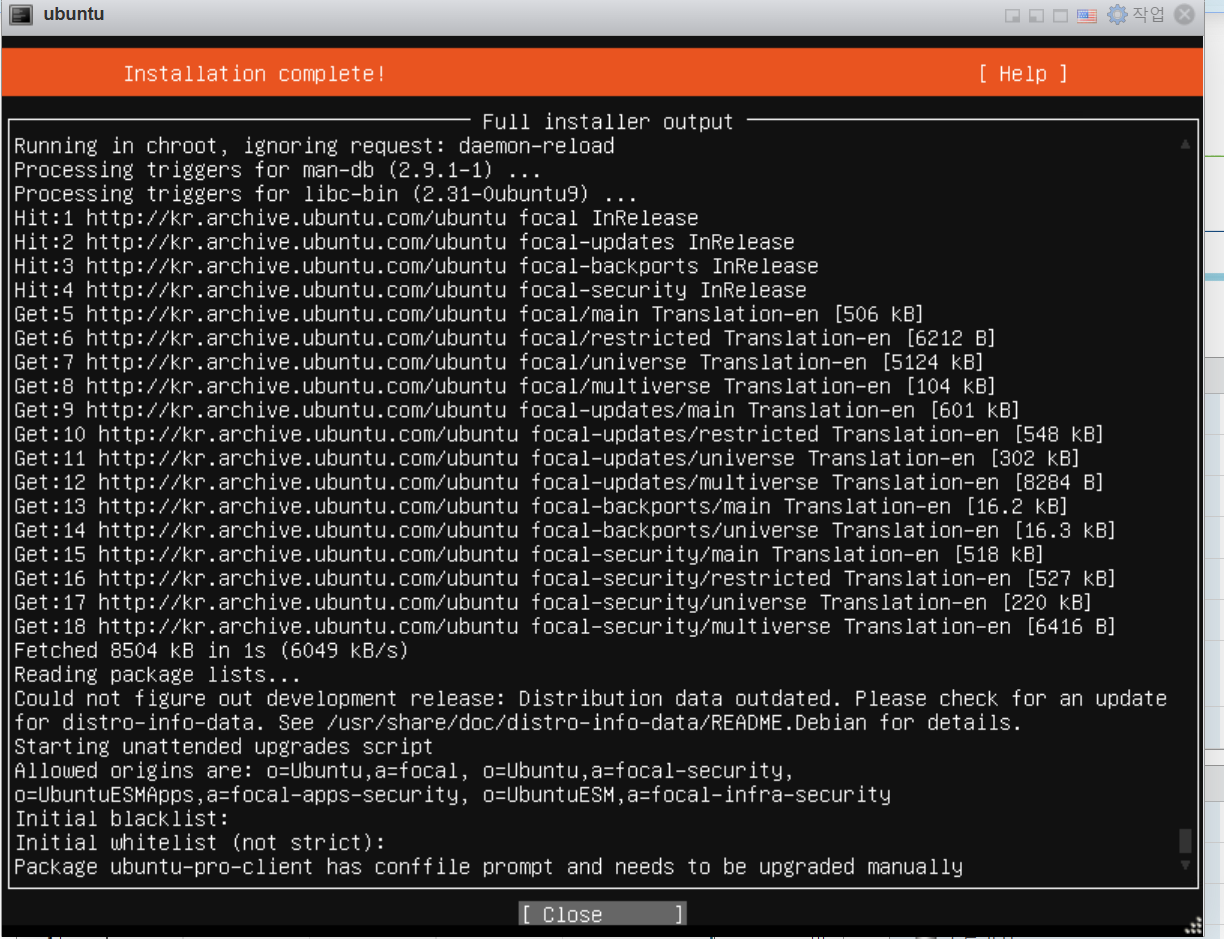 ubuntu
작업
Installation complete!
[ Help ]
Full installer output
Running in chroot, ignoring request: daemon-reload
Processing triggers for man-db (2.9.1-1) ...
Processing triggers for libc-bin (2.31-0ubuntu9) ...
Hit:1 http://kr.archive.ubuntu.com/ubuntu focal InRelease
Hit:2 http://kr.archive.ubuntu.com/ubuntu focal-updates InRelease
Hit:3 http://kr.archive.ubuntu.com/ubuntu focal-backports InRelease
Hit:4 http://kr.archive.ubuntu.com/ubuntu focal-security InRelease
Get:5 http://kr.archive.ubuntu.com/ubuntu focal/main Translation-en [506 kB]
Get:6 http://kr.archive.ubuntu.com/ubuntu focal/restricted Translation-en [6212 B]
Get:7 http://kr.archive.ubuntu.com/ubuntu focal/universe Translation-en [5124 kB]
Get:8 http://kr.archive.ubuntu.com/ubuntu focal/multiverse Translation-en [104 kB]
Get:9 http://kr.archive.ubuntu.com/ubuntu focal-updates/main Translation-en [601 kB]
Get:10 http://kr.archive.ubuntu.com/ubuntu focal-updates/restricted Translation-en [548 kB]
Get:11 http://kr.archive.ubuntu.com/ubuntu focal-updates/universe Translation-en [302 kB]
Get:12 http://kr.archive.ubuntu.com/ubuntu focal-updates/multiverse Translation-en [8284 B]
Get:13 http://kr.archive.ubuntu.com/ubuntu focal-backports/main Translation-en [16.2 kB]
Get:14 http://kr.archive.ubuntu.com/ubuntu focal-backports/universe Translation-en [16.3 kB]
Get:15 http://kr.archive.ubuntu.com/ubuntu focal-security/main Translation-en [518 kB]
Get:16 http://kr.archive.ubuntu.com/ubuntu focal-security/restricted Translation-en [527 kB]
Get:17 http://kr.archive.ubuntu.com/ubuntu focal-security/universe Translation-en [220 kB]
Get:18 http://kr.archive.ubuntu.com/ubuntu focal-security/multiverse Translation-en [6416 B]
Fetched 8504 kB in 1s (6049 kB/s)
Reading package lists...
Could not figure out development release: Distribution data outdated. Please check for an update
for distro-info-data. See /usr/share/doc/distro-info-data/README.Debian for details.
Starting unattended upgrades script
Allowed origins are: o=Ubuntu,a=focal, o=Ubuntu,a=focal-security,
o=UbuntuESMApps,a=focal-apps-security, o=UbuntuESM,a=focal-infra-security
Initial blacklist:
Initial whitelist (not strict):
Package ubuntu-pro-client has conffile prompt and needs to be upgraded manually
[ Close ]